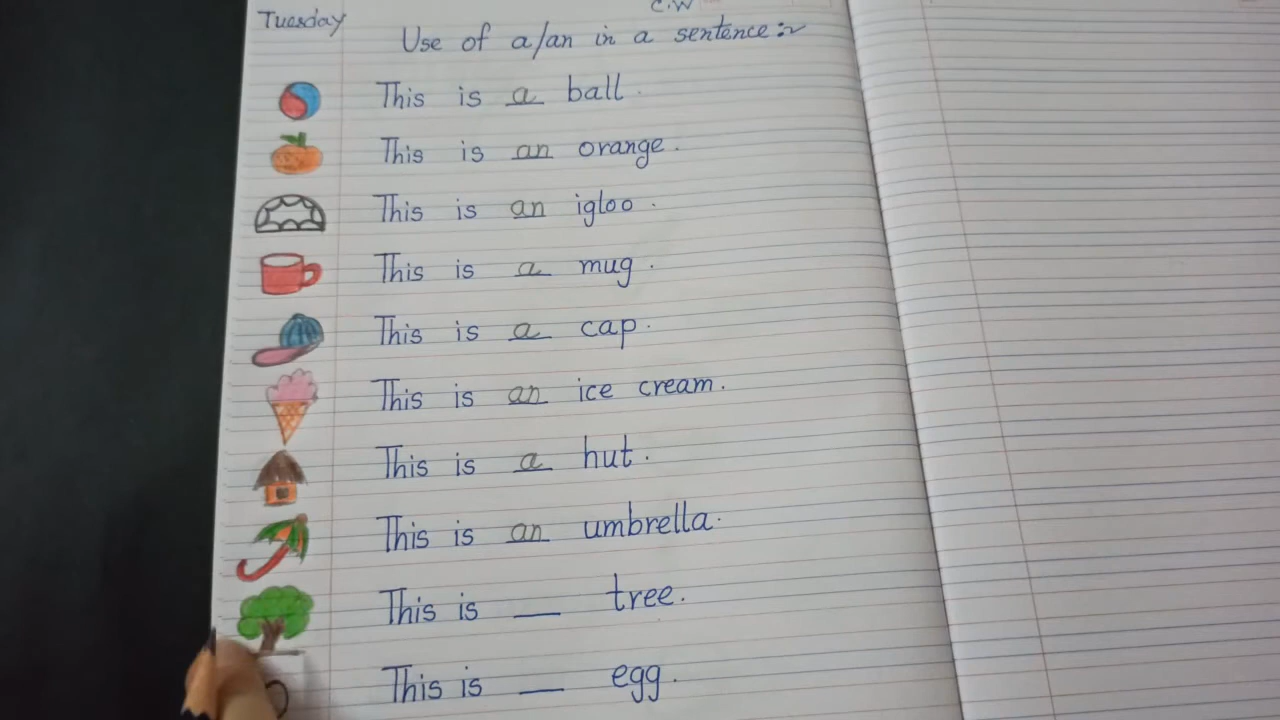 C.W
Tuesday
Use of a/an in a sentence:~
This is a ball.
This is an orange.
This is an igloo.
This is a mug.
This is a cap.
This is an ice cream.
This is a hut.
This is an umbrella.
This is __ tree.
This is __ egg.